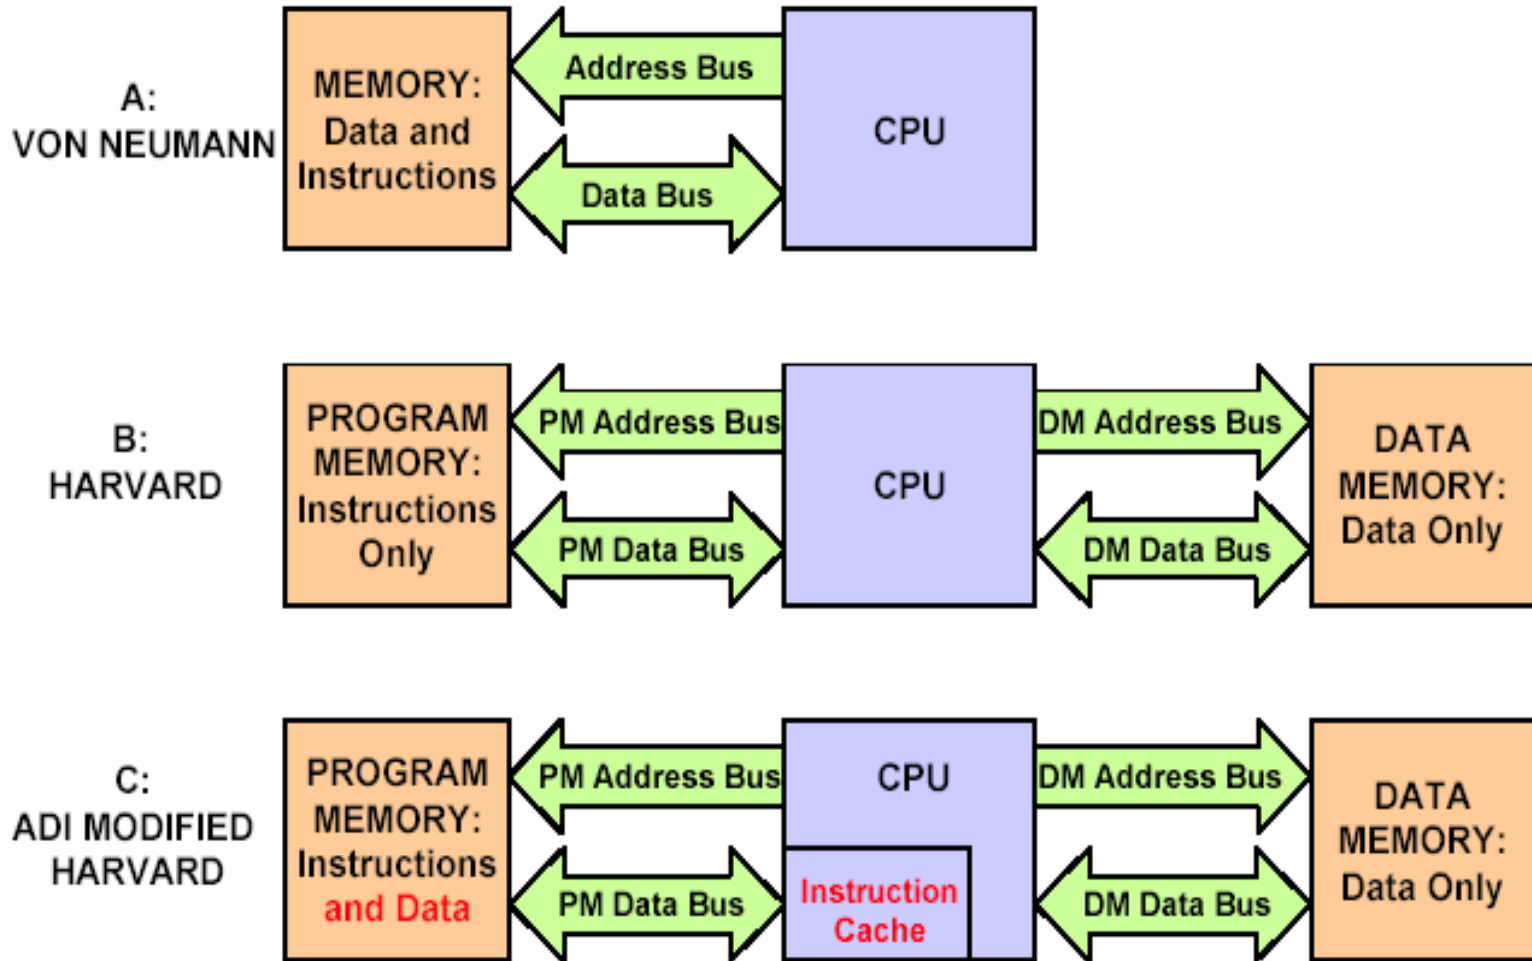 A:
VON NEUMANN
MEMORY:
Data and
Instructions
Address Bus
Data Bus
CPU
B:
HARVARD
PROGRAM
MEMORY:
Instructions
Only
PM Address Bus
PM Data Bus
CPU
DM Address Bus
DM Data Bus
DATA
MEMORY:
Data Only
C:
ADI MODIFIED
HARVARD
PROGRAM
MEMORY:
Instructions
and Data
PM Address Bus
PM Data Bus
CPU
Instruction
Cache
DM Address Bus
DM Data Bus
DATA
MEMORY:
Data Only